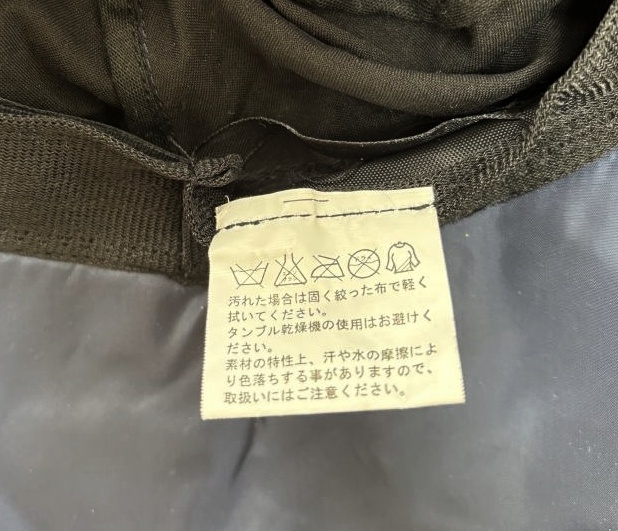 汚れた場合は固く絞った布で軽く
拭いてください。
タンブル乾燥機の使用はお避けく
ださい。
素材の特性上、汗や水の摩擦によ
り色落ちする事がありますので、
取扱いにはご注意ください。